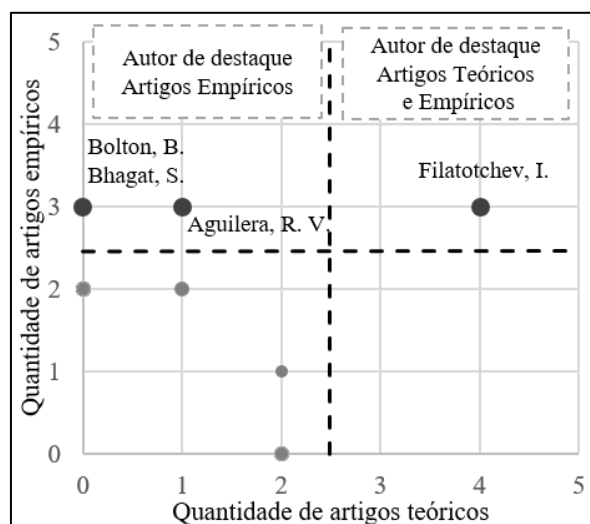 Autor de destaque
Artigos Empíricos
Autor de destaque
Artigos Teóricos
e Empíricos
Quantidade de artigos empíricos
5
4
3
2
1
0
Bolton, B.
Bhagat, S.
Aguilera, R. V.
Filatotchev, I.
0 1 2 3 4 5
Quantidade de artigos teóricos